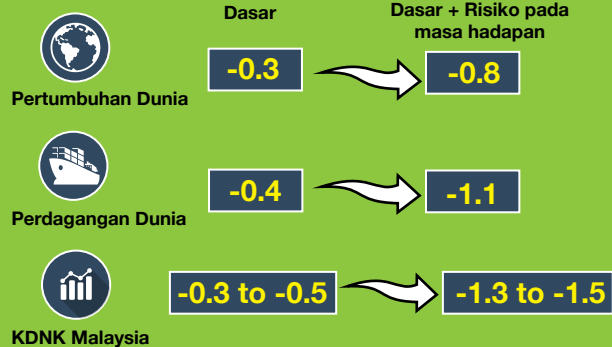 Dasar
Dasar + Risiko pada
masa hadapan
-0.3
-0.8
Pertumbuhan Dunia
-0.4
-1.1
Perdagangan Dunia
-0.3 to -0.5
-1.3 to -1.5
KDNK Malaysia